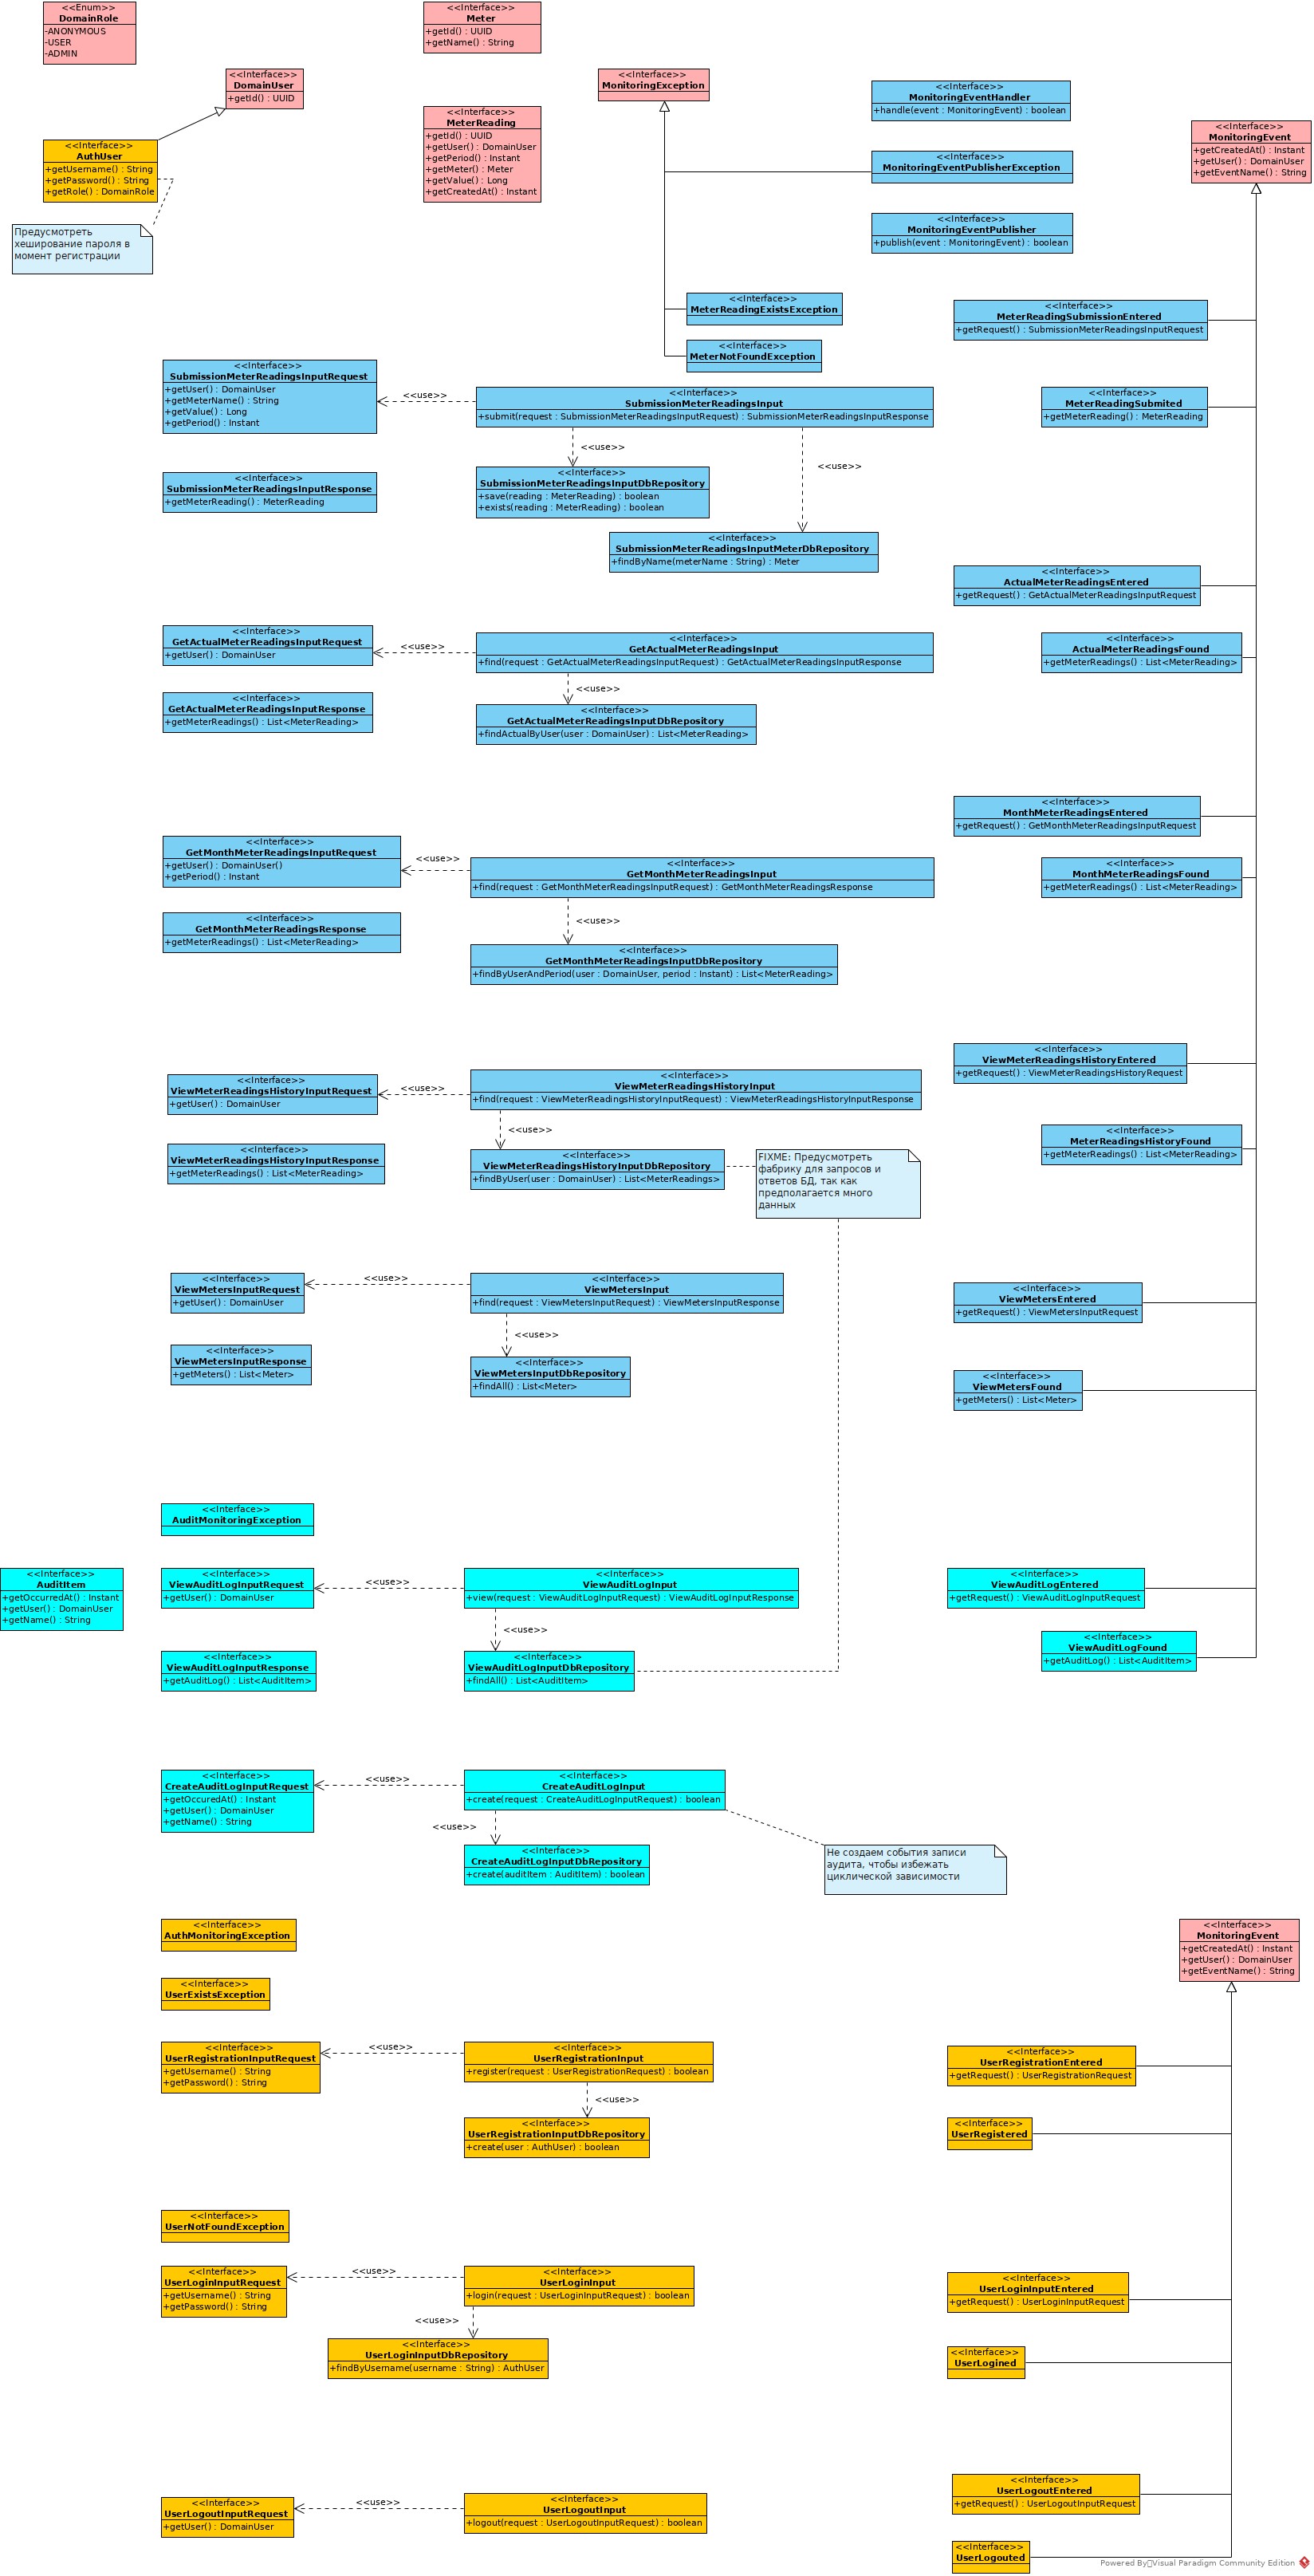 <<Enum>>
DomainRole
-ANONYMOUS
-USER
-ADMIN
<<Interface>>
Meter
+getId() : UUID
+getName() : String
<<Interface>>
DomainUser
+getId() : UUID
<<Interface>>
MonitoringException
<<Interface>>
MonitoringEventHandler
+handle(event : MonitoringEvent) : boolean
<<Interface>>
MeterReading
+getId() : UUID
+getUser() : DomainUser
+getPeriod() : Instant
+getMeter() : Meter
+getValue() : Long
+getCreatedAt() : Instant
<<Interface>>
MonitoringEvent
+getCreatedAt() : Instant
+getUser() : DomainUser
+getEventName() : String
<<Interface>>
AuthUser
+getUsername() : String
+getPassword() : String
+getRole() : DomainRole
<<Interface>>
MonitoringEventPublisherException
<<Interface>>
MonitoringEventPublisher
+publish(event : MonitoringEvent) : boolean
Предусмотреть
хеширование пароля в
момент регистрации
<<Interface>>
MeterReadingExistsException
<<Interface>>
MeterReadingSubmissionEntered
+getRequest() : SubmissionMeterReadingsInputRequest
<<Interface>>
MeterNotFoundException
<<Interface>>
SubmissionMeterReadingsInputRequest
+getUser() : DomainUser
+getMeterName() : String
+getValue() : Long
+getPeriod() : Instant
<<use>>
<<Interface>>
SubmissionMeterReadingsInput
+submit(request : SubmissionMeterReadingsInputRequest) : SubmissionMeterReadingsInputResponse
<<Interface>>
MeterReadingSubmited
+getMeterReading() : MeterReading
<<use>>
<<use>>
<<Interface>>
SubmissionMeterReadingsInputResponse
+getMeterReading() : MeterReading
<<Interface>>
SubmissionMeterReadingsInputDbRepository
+save(reading : MeterReading) : boolean
+exists(reading : MeterReading) : boolean
<<Interface>>
SubmissionMeterReadingsInputMeterDbRepository
+findByName(meterName : String) : Meter
<<Interface>>
ActualMeterReadingsEntered
+getRequest() : GetActualMeterReadingsInputRequest
<<Interface>>
GetActualMeterReadingsInputRequest
+getUser() : DomainUser
<<use>>
<<Interface>>
GetActualMeterReadingsInput
+find(request : GetActualMeterReadingsInputRequest) : GetActualMeterReadingsInputResponse
<<Interface>>
ActualMeterReadingsFound
+getMeterReadings() : List<MeterReading>
<<use>>
<<Interface>>
GetActualMeterReadingsInputResponse
+getMeterReadings() : List<MeterReading>
<<Interface>>
GetActualMeterReadingsInputDbRepository
+findActualByUser(user : DomainUser) : List<MeterReading>
<<Interface>>
MonthMeterReadingsEntered
+getRequest() : GetMonthMeterReadingsInputRequest
<<Interface>>
GetMonthMeterReadingsInputRequest
+getUser() : DomainUser()
+getPeriod() : Instant
<<use>>
<<Interface>>
GetMonthMeterReadingsInput
+find(request : GetMonthMeterReadingsInputRequest) : GetMonthMeterReadingsResponse
<<Interface>>
MonthMeterReadingsFound
+getMeterReadings() : List<MeterReading>
<<Interface>>
GetMonthMeterReadingsResponse
+getMeterReadings() : List<MeterReading>
<<use>>
<<Interface>>
GetMonthMeterReadingsInputDbRepository
+findByUserAndPeriod(user : DomainUser, period : Instant) : List<MeterReading>
<<Interface>>
ViewMeterReadingsHistoryEntered
+getRequest() : ViewMeterReadingsHistoryRequest
<<Interface>>
ViewMeterReadingsHistoryInputRequest
+getUser() : DomainUser
<<use>>
<<Interface>>
ViewMeterReadingsHistoryInput
+find(request : ViewMeterReadingsHistoryInputRequest) : ViewMeterReadingsHistoryInputResponse
<<use>>
<<Interface>>
MeterReadingsHistoryFound
+getMeterReadings() : List<MeterReading>
<<Interface>>
ViewMeterReadingsHistoryInputResponse
+getMeterReadings() : List<MeterReading>
<<Interface>>
ViewMeterReadingsHistoryInputDbRepository
+findByUser(user : DomainUser) : List<MeterReadings>
FIXME: Предусмотреть
фабрику для запросов и
ответов БД, так как
предполагается много
данных
<<Interface>>
ViewMetersInputRequest
+getUser() : DomainUser
<<use>>
<<Interface>>
ViewMetersInput
+find(request : ViewMetersInputRequest) : ViewMetersInputResponse
<<Interface>>
ViewMetersEntered
+getRequest() : ViewMetersInputRequest
<<use>>
<<Interface>>
ViewMetersInputResponse
+getMeters() : List<Meter>
<<Interface>>
ViewMetersInputDbRepository
+findAll() : List<Meter>
<<Interface>>
ViewMetersFound
+getMeters() : List<Meter>
<<Interface>>
AuditMonitoringException
<<Interface>>
AuditItem
+getOccurredAt() : Instant
+getUser() : DomainUser
+getName() : String
<<Interface>>
ViewAuditLogInputRequest
+getUser() : DomainUser
<<use>>
<<Interface>>
ViewAuditLogInput
+view(request : ViewAuditLogInputRequest) : ViewAuditLogInputResponse
<<Interface>>
ViewAuditLogEntered
+getRequest() : ViewAuditLogInputRequest
<<use>>
<<Interface>>
ViewAuditLogFound
+getAuditLog() : List<AuditItem>
<<Interface>>
ViewAuditLogInputResponse
+getAuditLog() : List<AuditItem>
<<Interface>>
ViewAuditLogInputDbRepository
+findAll() : List<AuditItem>
<<Interface>>
CreateAuditLogInputRequest
+getOccuredAt() : Instant
+getUser() : DomainUser
+getName() : String
<<use>>
<<Interface>>
CreateAuditLogInput
+create(request : CreateAuditLogInputRequest) : boolean
<<use>>
<<Interface>>
CreateAuditLogInputDbRepository
+create(auditItem : AuditItem) : boolean
Не создаем события записи
аудита, чтобы избежать
циклической зависимости
<<Interface>>
AuthMonitoringException
<<Interface>>
MonitoringEvent
+getCreatedAt() : Instant
+getUser() : DomainUser
+getEventName() : String
<<Interface>>
UserExistsException
<<Interface>>
UserRegistrationInputRequest
+getUsername() : String
+getPassword() : String
<<use>>
<<Interface>>
UserRegistrationInput
+register(request : UserRegistrationRequest) : boolean
<<Interface>>
UserRegistrationEntered
+getRequest() : UserRegistrationRequest
<<use>>
<<Interface>>
UserRegistrationInputDbRepository
+create(user : AuthUser) : boolean
<<Interface>>
UserRegistered
<<Interface>>
UserNotFoundException
<<Interface>>
UserLoginInputRequest
+getUsername() : String
+getPassword() : String
<<use>>
<<Interface>>
UserLoginInput
+login(request : UserLoginInputRequest) : boolean
<<Interface>>
UserLoginInputEntered
+getRequest() : UserLoginInputRequest
<<use>>
<<Interface>>
UserLoginInputDbRepository
+findByUsername(username : String) : AuthUser
<<Interface>>
UserLogined
<<Interface>>
UserLogoutInputRequest
+getUser() : DomainUser
<<use>>
<<Interface>>
UserLogoutInput
+logout(request : UserLogoutInputRequest) : boolean
<<Interface>>
UserLogoutEntered
+getRequest() : UserLogoutInputRequest
<<Interface>>
UserLogouted
Powered By Visual Paradigm Community Edition